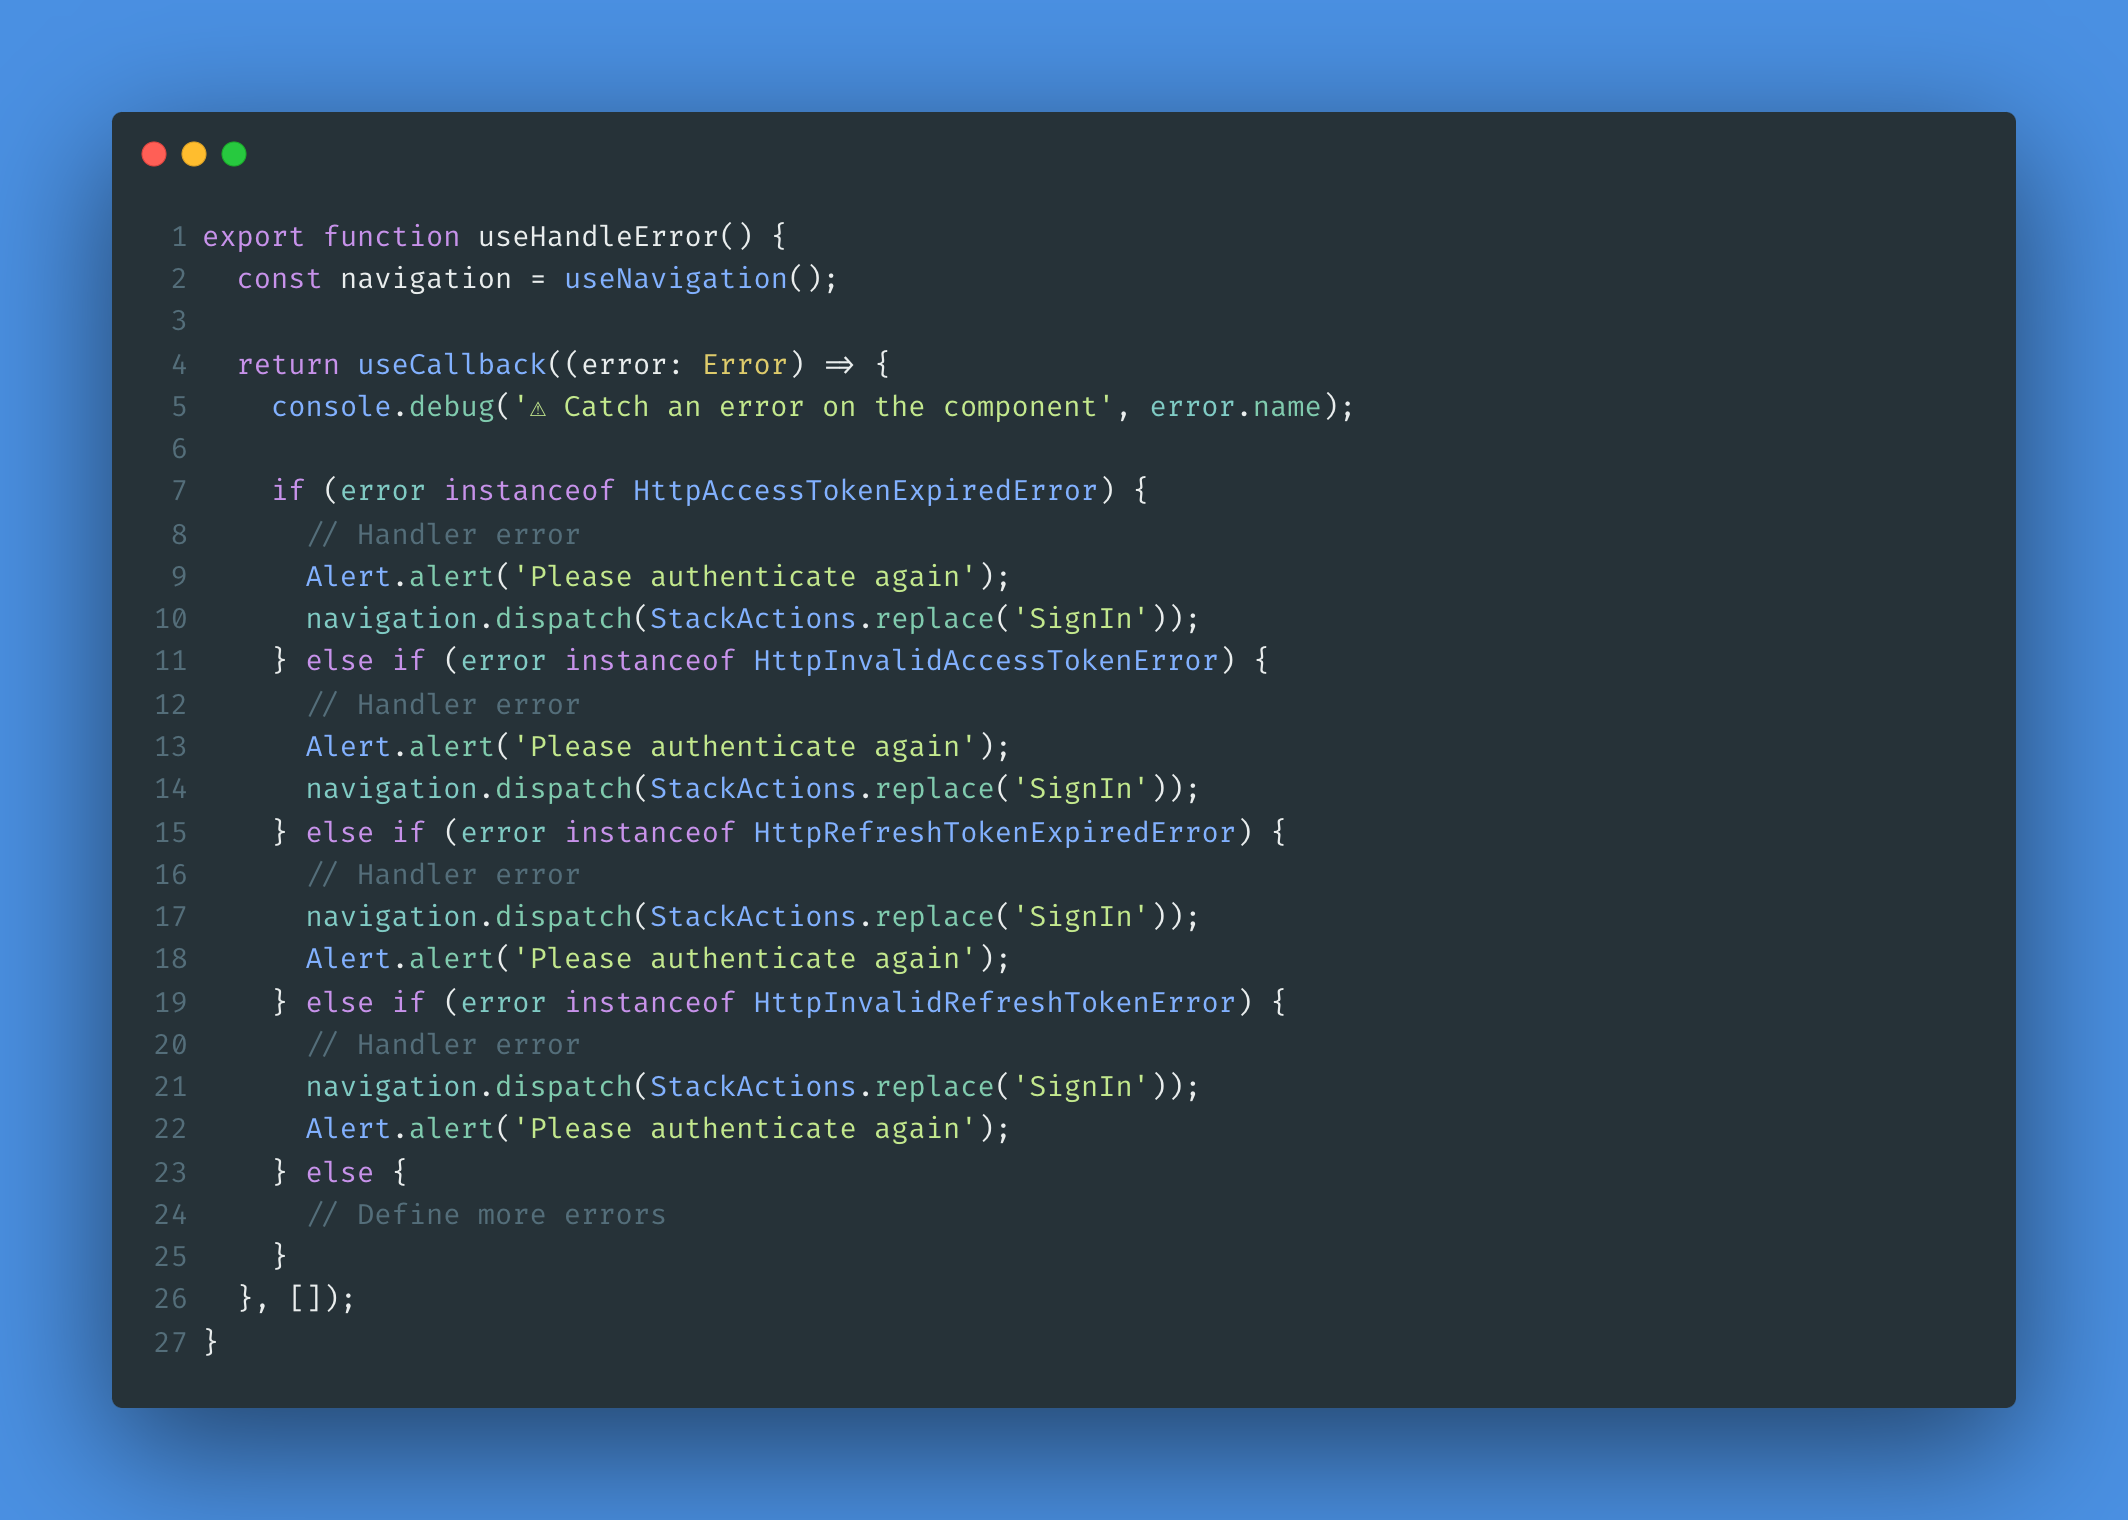 1 export function useHandleError() {
2   const navigation = useNavigation();
3
4   return useCallback((error: Error) => {
5     console.debug('⚠ Catch an error on the component', error.name);
6
7     if (error instanceof HttpAccessTokenExpiredError) {
8       // Handler error
9       Alert.alert('Please authenticate again');
10       navigation.dispatch(StackActions.replace('SignIn'));
11     } else if (error instanceof HttpInvalidAccessTokenError) {
12       // Handler error
13       Alert.alert('Please authenticate again');
14       navigation.dispatch(StackActions.replace('SignIn'));
15     } else if (error instanceof HttpRefreshTokenExpiredError) {
16       // Handler error
17       navigation.dispatch(StackActions.replace('SignIn'));
18       Alert.alert('Please authenticate again');
19     } else if (error instanceof HttpInvalidRefreshTokenError) {
20       // Handler error
21       navigation.dispatch(StackActions.replace('SignIn'));
22       Alert.alert('Please authenticate again');
23     } else {
24       // Define more errors
25     }
26   }, []);
27 }